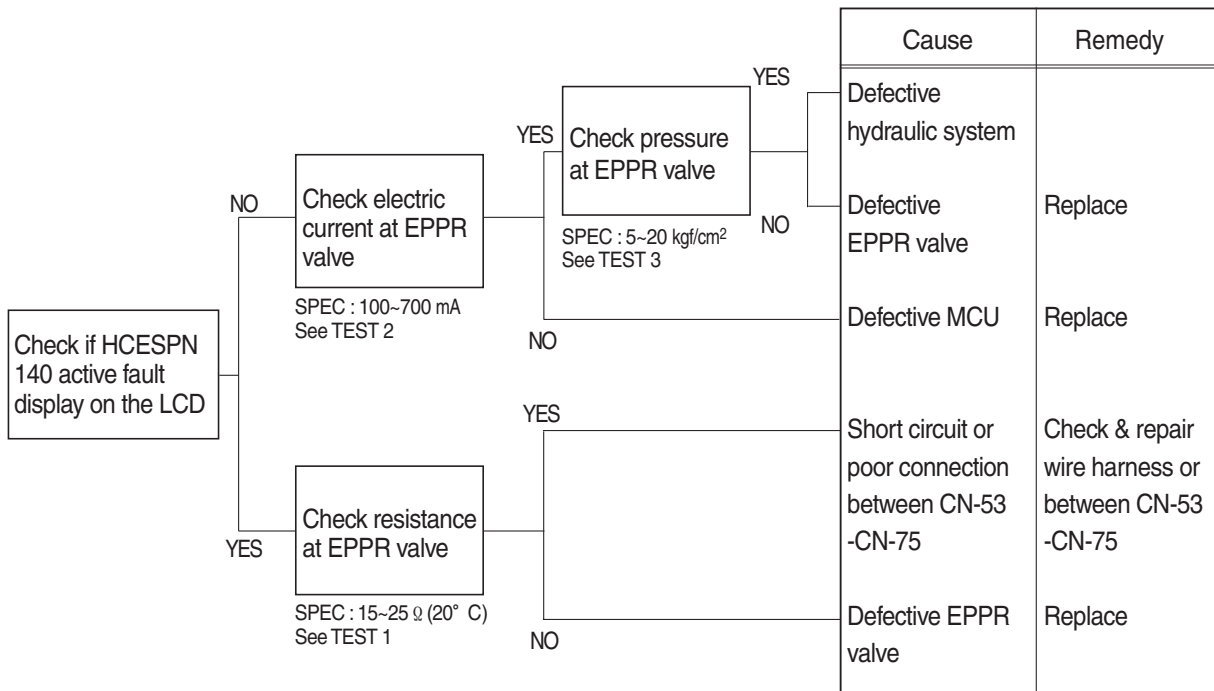 Check if HCESPN
140 active fault
display on the LCD
NO
Check electric
current at EPPR
valve
SPEC : 100~700 mA
See TEST 2
YES
Check pressure
at EPPR valve
SPEC : 5~20 kgf/cm²
See TEST 3
YES
NO
NO
YES
Check resistance
at EPPR valve
SPEC : 15~25 Ω (20° C)
See TEST 1
YES
NO
Cause Remedy
Defective
hydraulic system
Defective Replace
EPPR valve
Defective MCU Replace
Short circuit or Check & repair
poor connection wire harness or
between CN-53 between CN-53
-CN-75 -CN-75
Defective EPPR Replace
valve